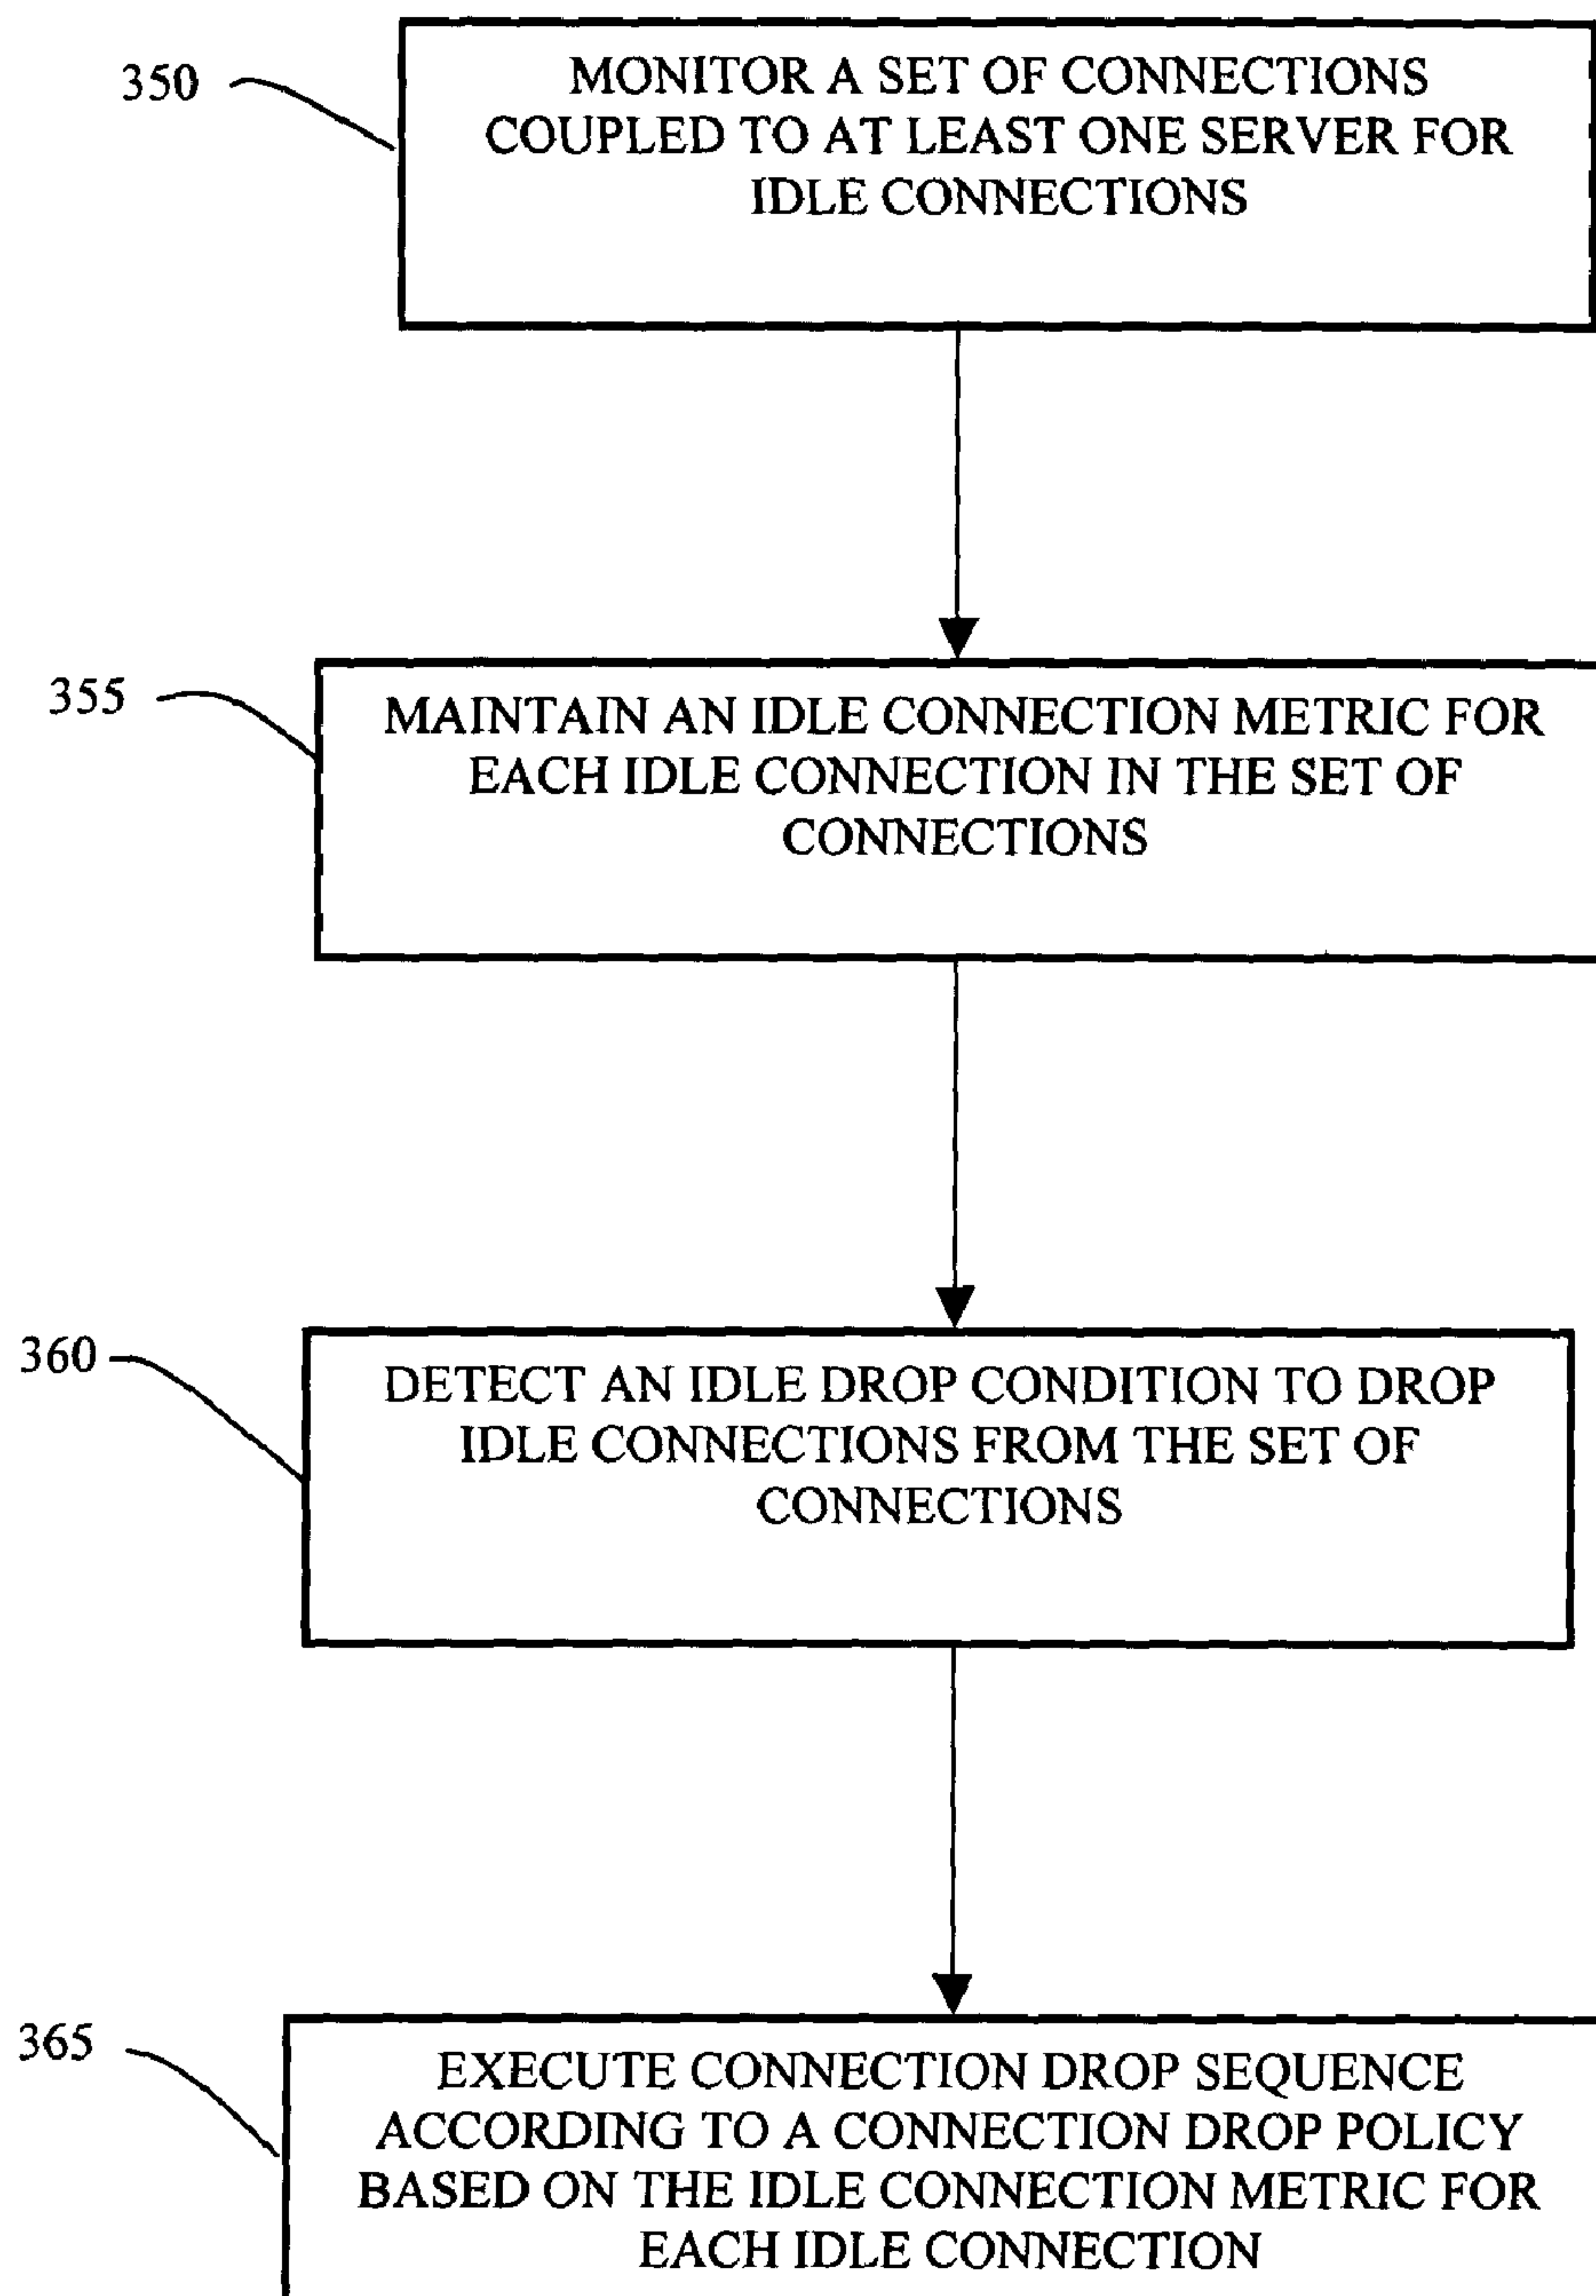 350
MONITOR A SET OF CONNECTIONS
COUPLED TO AT LEAST ONE SERVER FOR
IDLE CONNECTIONS
355
MAINTAIN AN IDLE CONNECTION METRIC FOR
EACH IDLE CONNECTION IN THE SET OF
CONNECTIONS
360
DETECT AN IDLE DROP CONDITION TO DROP
IDLE CONNECTIONS FROM THE SET OF
CONNECTIONS
365
EXECUTE CONNECTION DROP SEQUENCE
ACCORDING TO A CONNECTION DROP POLICY
BASED ON THE IDLE CONNECTION METRIC FOR
EACH IDLE CONNECTION